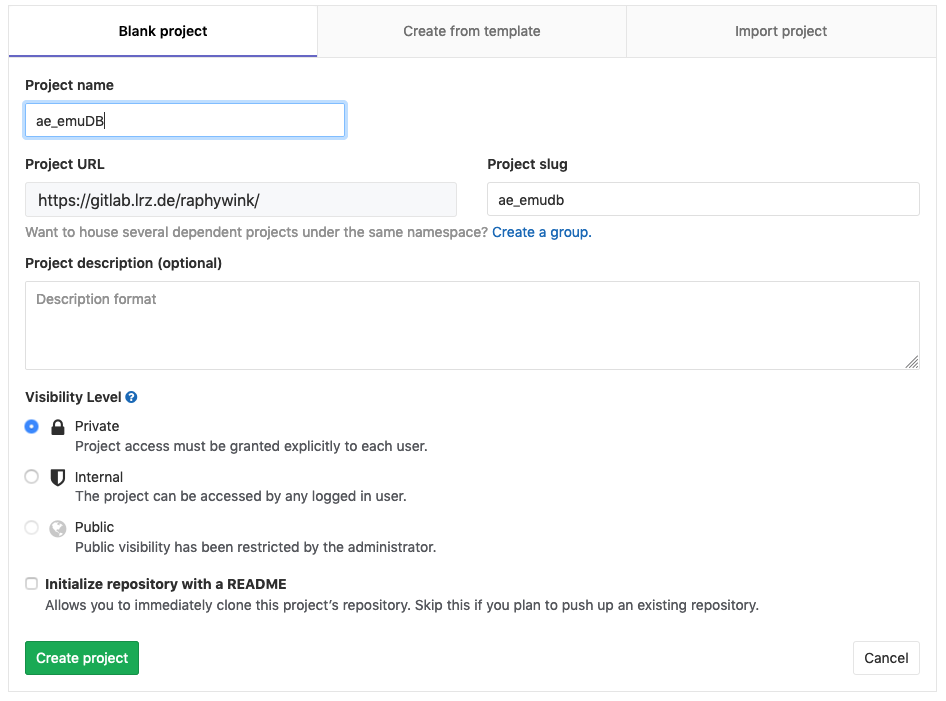 Blank project
Create from template
Import project
Project name
ae_emuDB
Project URL
Project slug
https://gitlab.lrz.de/raphywink/
ae_emudb
Want to house several dependent projects under the same namespace? Create a group.
Project description (optional)
Description format
Visibility Level ?
Private
Project access must be granted explicitly to each user.
Internal
The project can be accessed by any logged in user.
Public
Public visibility has been restricted by the administrator.
Initialize repository with a README
Allows you to immediately clone this project’s repository. Skip this if you plan to push up an existing repository.
Create project
Cancel